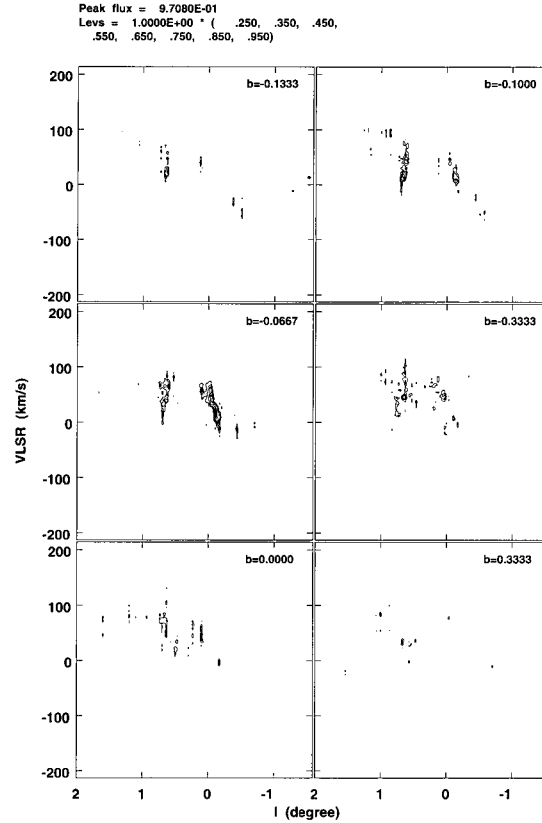 Peak flux = 9.7080E-01
Levs = 1.0000E+00 * ( .250, .350, .450,
.550, .650, .750, .850, .950)
200
b=-0.1333
b=-0.1000
100
0
-100
-200
200
b=-0.0667
b=-0.3333
100
0
-100
-200
VLSR (km/s)
200
b=0.0000
b=0.3333
100
0
-100
-200
2 1 0 -1 2 1 0 -1
l (degree)